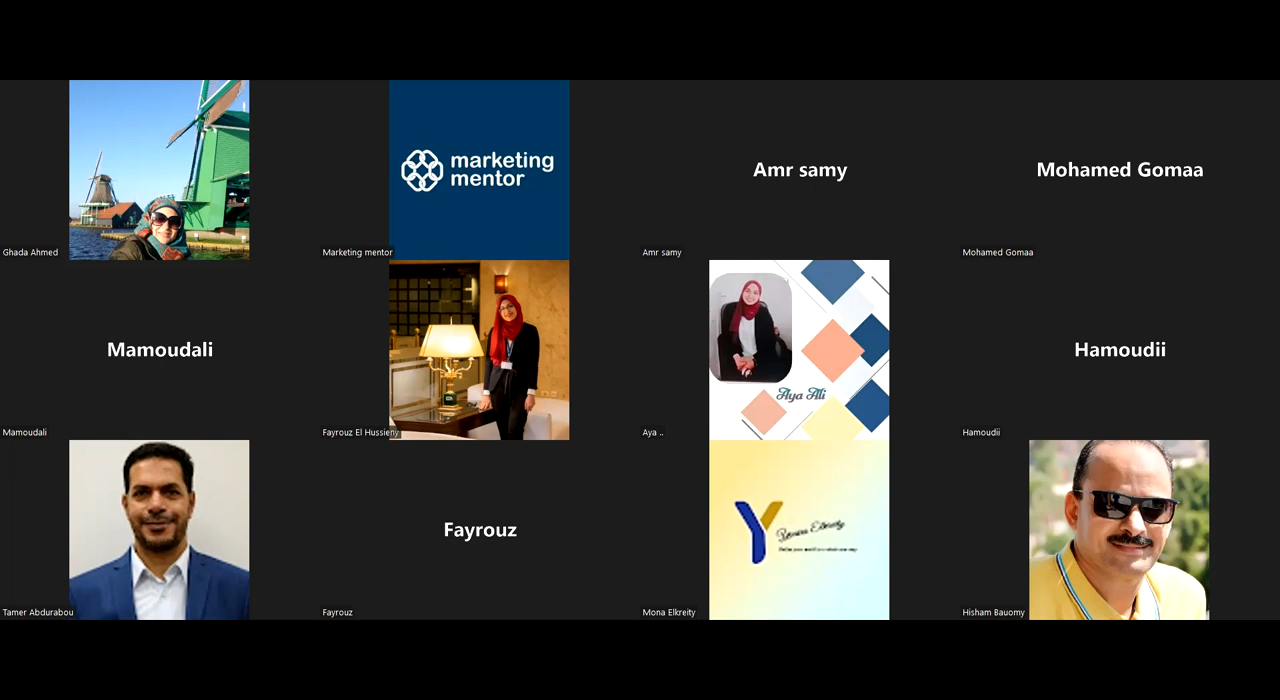 marketing
mentor
Amr samy
Mohamed Gomaa
Ghada Ahmed
Marketing mentor
Amr samy
Mohamed Gomaa
Mamoudali
Aya Ali
Hamoudii
Mamoudali
Fayrouz El Hussieny
Aya ..
Hamoudii
Fayrouz
Y
Elkreity
Tamer Abdurabou
Fayrouz
Mona Elkreity
Hisham Bauomy